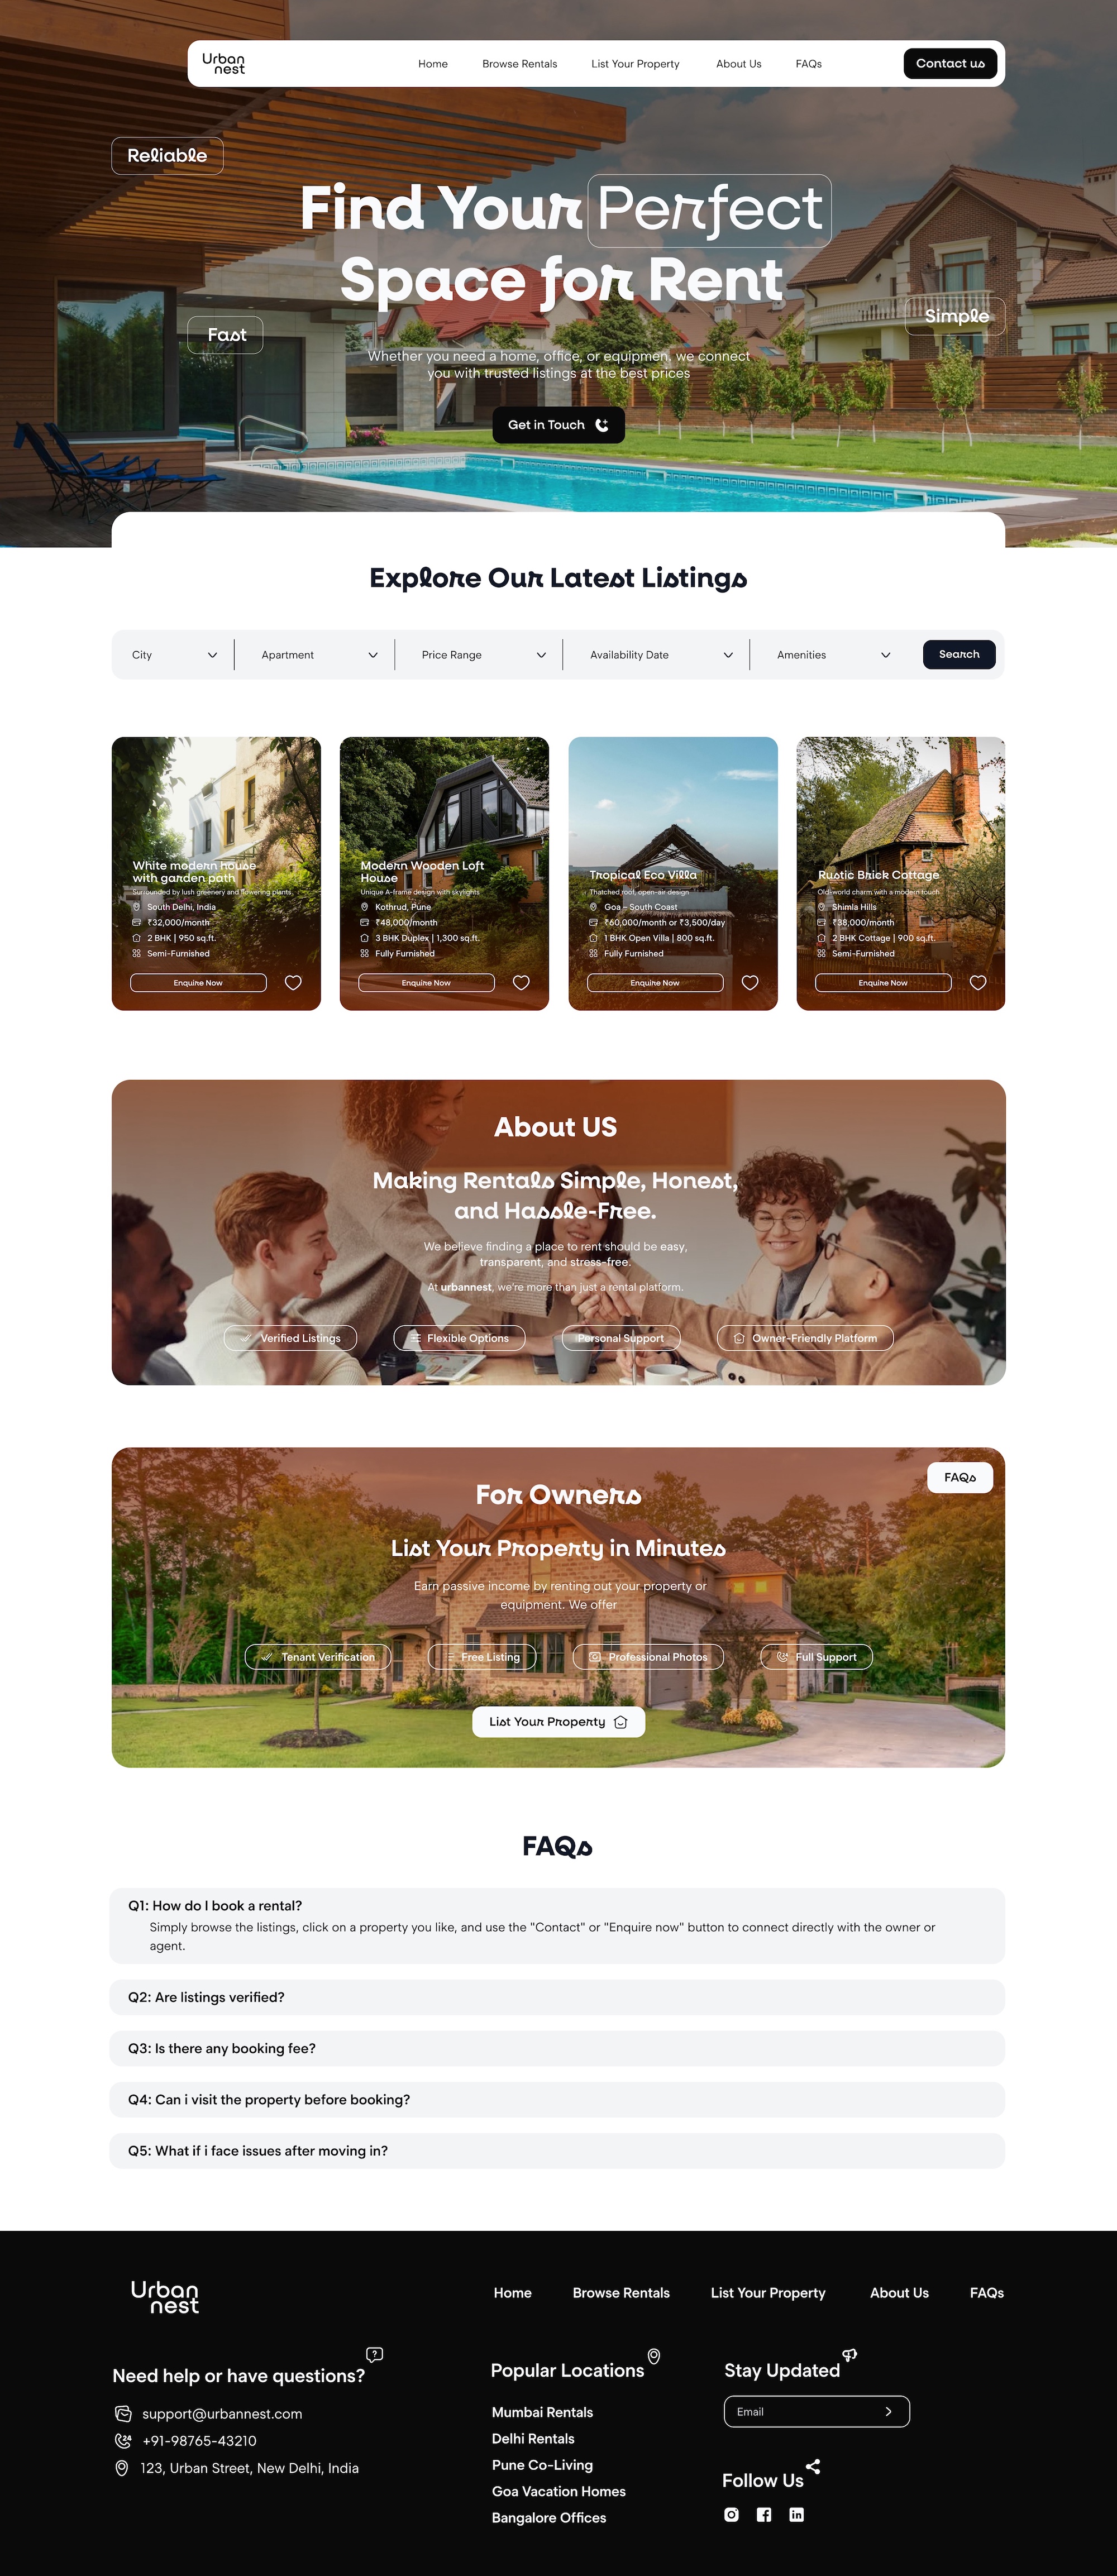 Urban
nest
Home
Browse Rentals
List Your Property
About Us
FAQs
Contact us
Reliable
Find Your Perfect
Space for Rent
Simple
Fast
Whether you need a home, office, or equipmen. we connect
you with trusted listings at the best prices
Get in Touch
Explore Our Latest Listings
City
Apartment
Price Range
Availability Date
Amenities
Search
White modern house
with garden path
Surrounded by lush greenery and flowering plants,
South Delhi, India
₹32,000/month
2 BHK | 950 sq.ft.
Semi-Furnished
Enquire Now
Modern Wooden Loft
House
Unique A-frame design with skylights
Kothrud, Pune
₹48,000/month
3 BHK Duplex | 1,300 sq.ft.
Fully Furnished
Enquire Now
Tropical Eco Villa
Thatched roof, open-air design
Goa – South Coast
₹60,000/month or ₹3,500/day
1 BHK Open Villa | 800 sq.ft.
Fully Furnished
Enquire Now
Rustic Brick Cottage
Old-world charm with a modern touch
Shimla Hills
₹38,000/month
2 BHK Cottage | 900 sq.ft.
Semi-Furnished
Enquire Now
About US
Making Rentals Simple, Honest,
and Hassle-Free.
We believe finding a place to rent should be easy,
transparent, and stress-free.
At urbannest, we're more than just a rental platform.
Verified Listings
Flexible Options
Personal Support
Owner-Friendly Platform
FAQs
For Owners
List Your Property in Minutes
Earn passive income by renting out your property or
equipment. We offer
Tenant Verification
Free Listing
Professional Photos
Full Support
List Your Property
FAQs
Q1: How do I book a rental?
Simply browse the listings, click on a property you like, and use the "Contact" or "Enquire now" button to connect directly with the owner or
agent.
Q2: Are listings verified?
Q3: Is there any booking fee?
Q4: Can i visit the property before booking?
Q5: What if i face issues after moving in?
Urban
nest
Home
Browse Rentals
List Your Property
About Us
FAQs
Need help or have questions?
support@urbannest.com
+91-98765-43210
123, Urban Street, New Delhi, India
Popular Locations
Mumbai Rentals
Delhi Rentals
Pune Co-Living
Goa Vacation Homes
Bangalore Offices
Stay Updated
Email
Follow Us